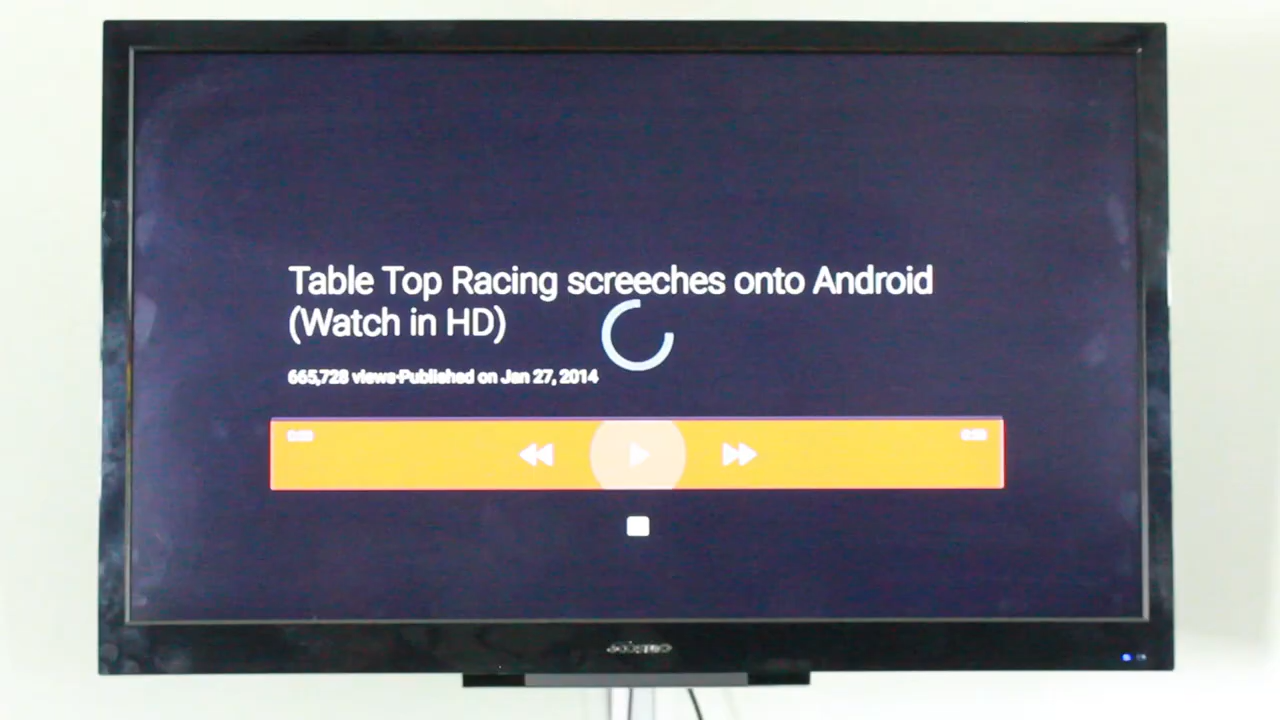 Table Top Racing screeches onto Android
(Watch in HD)
665,728 views·Published on Jan 27, 2014